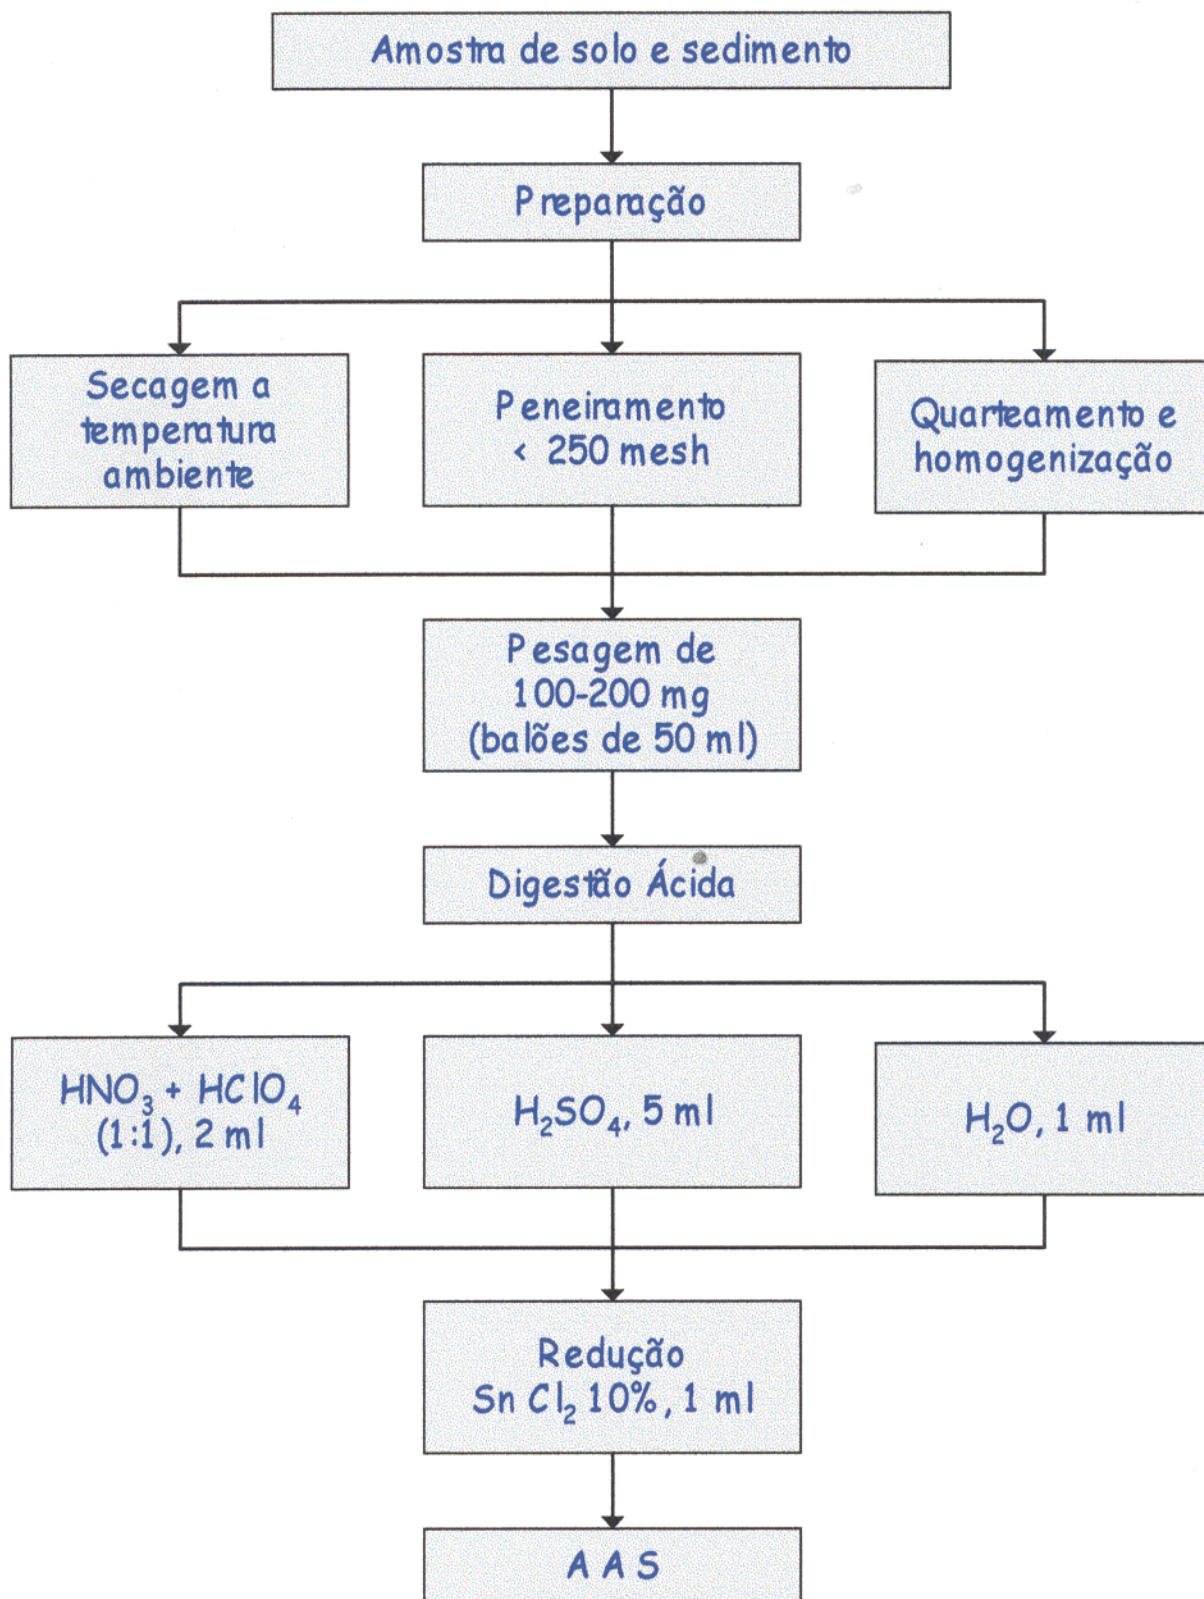 Amostra de solo e sedimento
Preparação
Secagem a
temperatura
ambiente
Peneiramento
< 250 mesh
Quarteamento e
homogenização
Pesagem de
100-200 mg
(balões de 50 ml)
Digestão Ácida
HNO₃ + HClO₄
(1:1), 2 ml
H₂SO₄, 5 ml
H₂O, 1 ml
Redução
Sn Cl₂ 10%, 1 ml
A A S